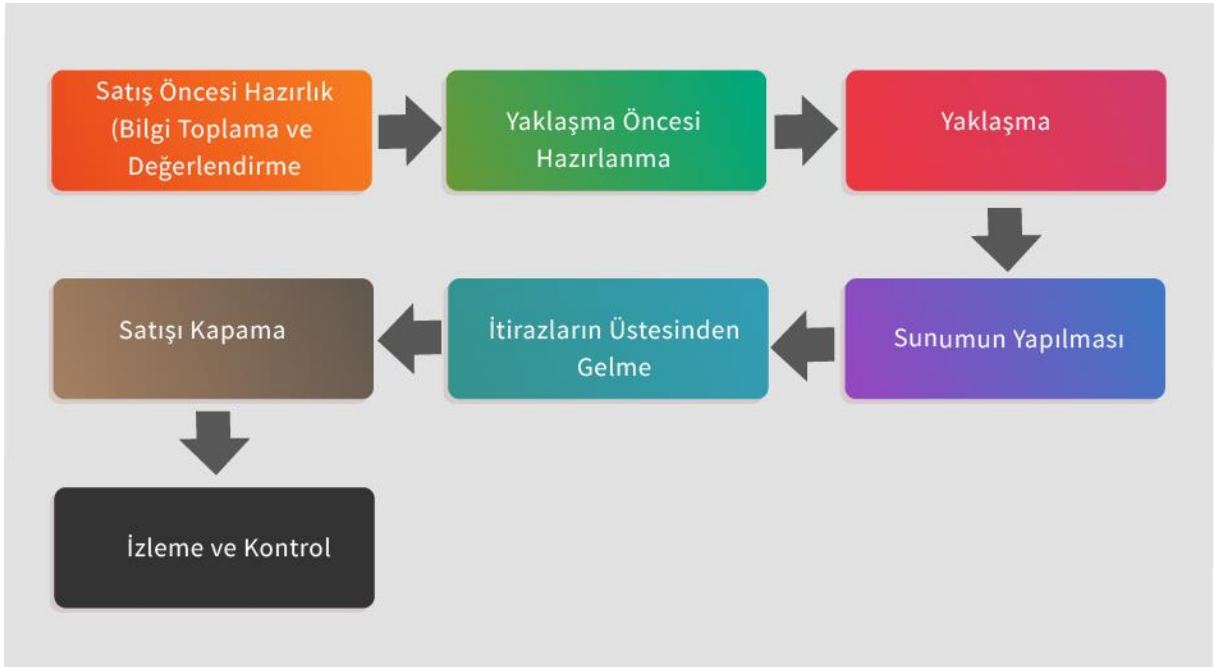 Satış Öncesi Hazırlık
(Bilgi Toplama ve
Değerlendirme
Yaklaşma Öncesi
Hazırlanma
Yaklaşma
Sunumun Yapılması
İtirazların Üstesinden
Gelme
Satışı Kapama
İzleme ve Kontrol